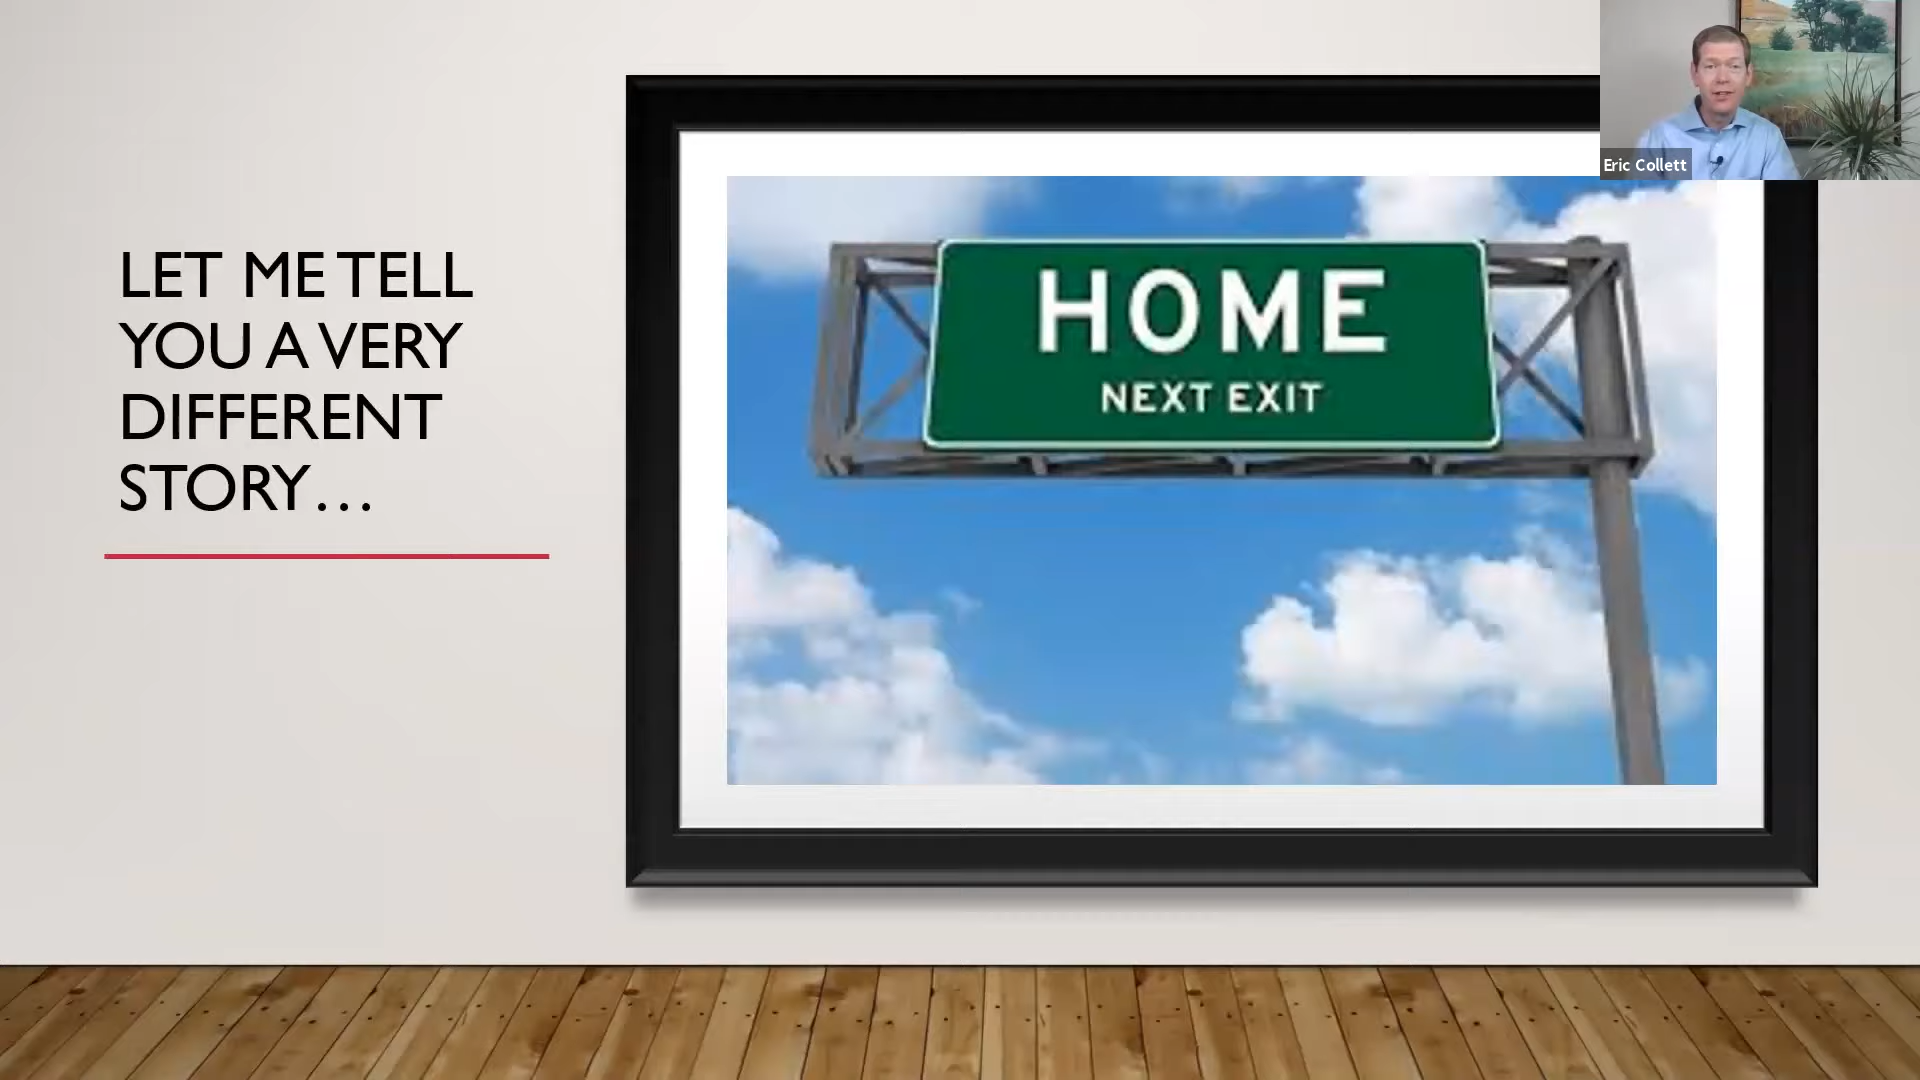 LET ME TELL
YOU A VERY
DIFFERENT
STORY…
HOME
NEXT EXIT
Eric Collett